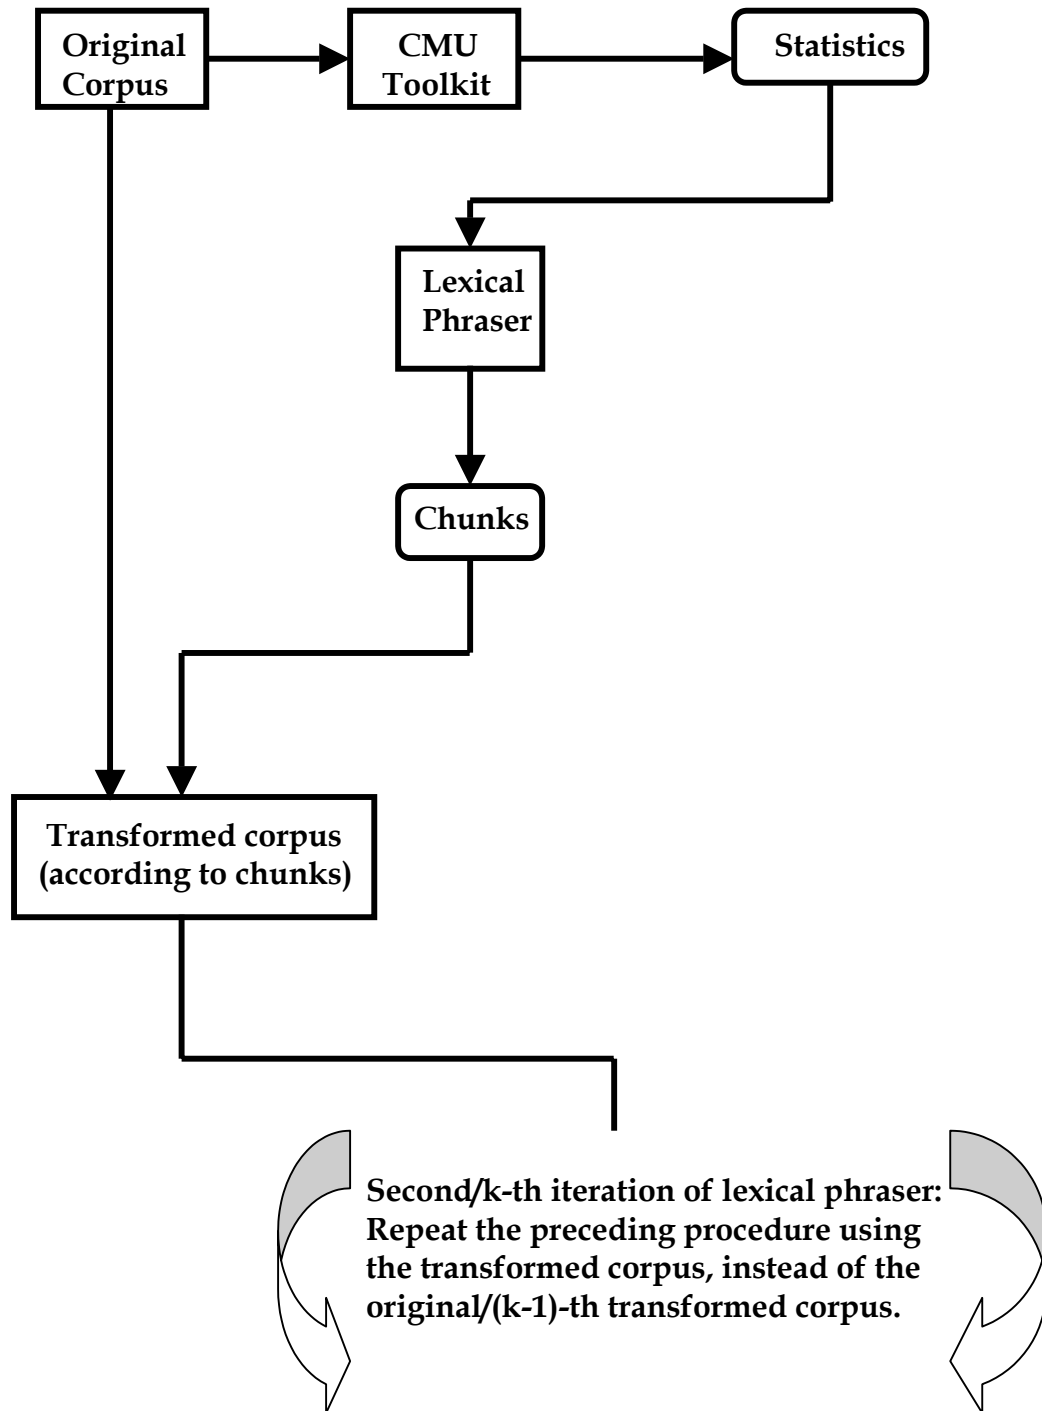 Original
Corpus
CMU
Toolkit
Statistics
Lexical
Phraser
Chunks
Transformed corpus
(according to chunks)
Second/k-th iteration of lexical phraser:
Repeat the preceding procedure using
the transformed corpus, instead of the
original/(k-1)-th transformed corpus.